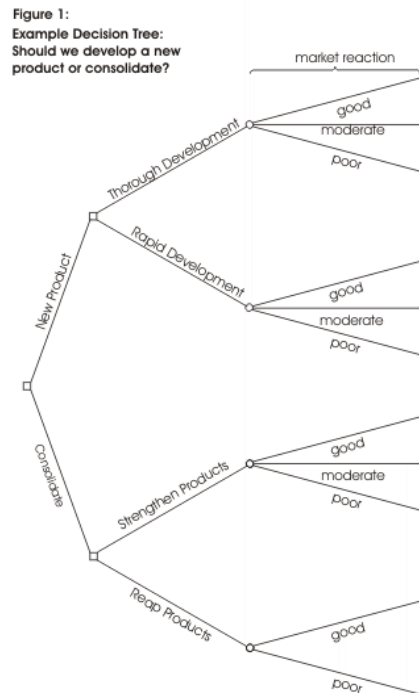 Figure 1:
Example Decision Tree:
Should we develop a new
product or consolidate?
market reaction
good
moderate
poor
Thorough Development
Rapid Development
good
moderate
poor
New Product
Consolidate
good
moderate
poor
Strengthen Products
Reap Products
good
poor